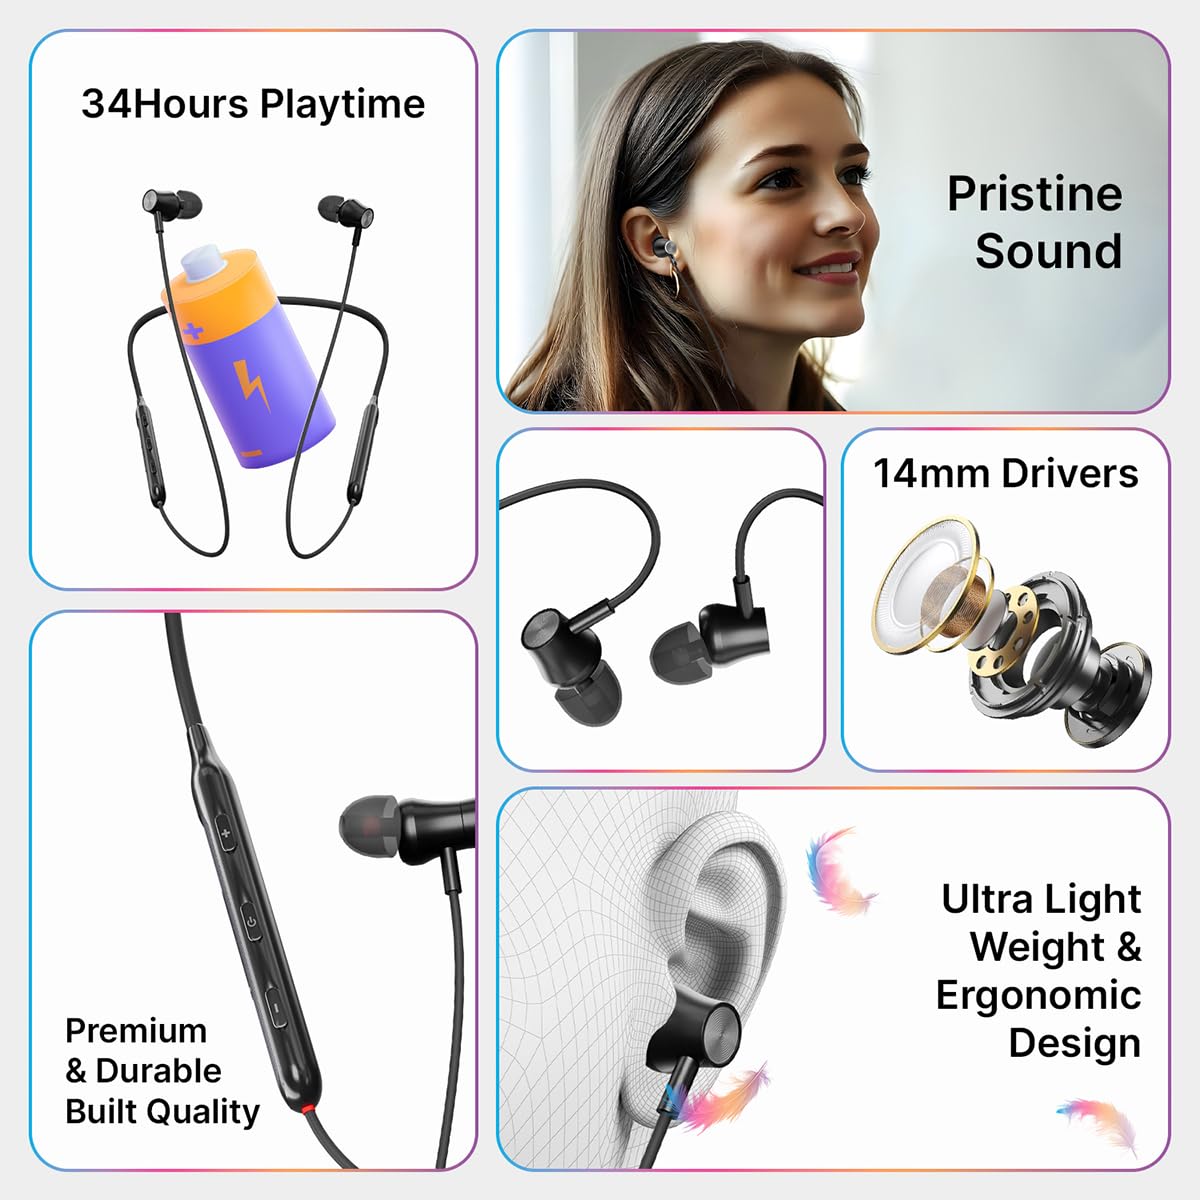 34Hours Playtime
Pristine
Sound
14mm Drivers
Premium
& Durable
Built Quality
Ultra Light
Weight &
Ergonomic
Design